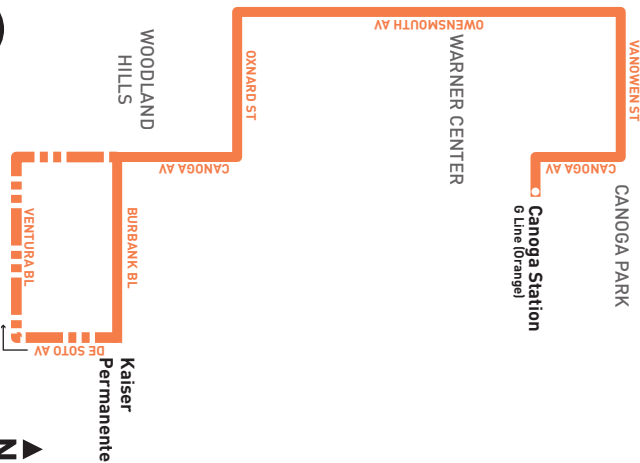 VANOWEN ST
OWENSMOUTH AV
WOODLAND
HILLS
OXNARD ST
WARNER CENTER
CANOGA AV
CANOGA AV
CANOGA PARK
Canoga Station
G Line (Orange)
BURBANK BL
VENTURA BL
DE SOTO AV
Kaiser
Permanente
N